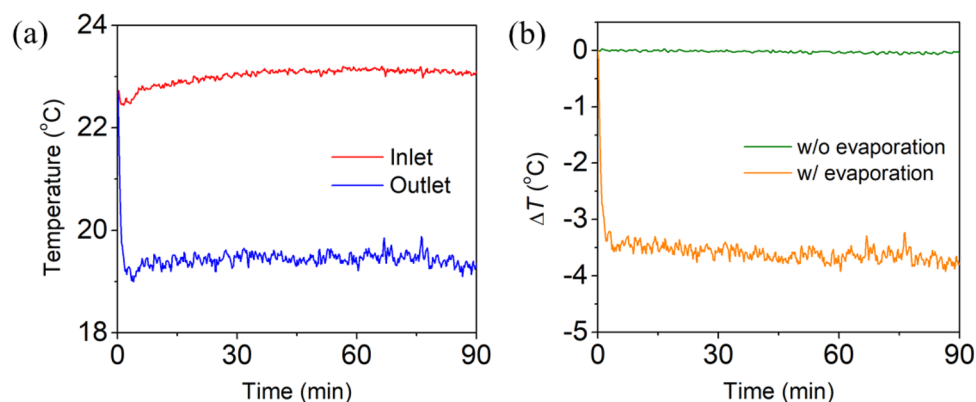 (a)
24
22
20
18
Temperature (°C)
Inlet
Outlet
0
30
60
90
Time (min)
(b)
0
-1
-2
-3
-4
-5
ΔT (°C)
w/o evaporation
w/ evaporation
0
30
60
90
Time (min)